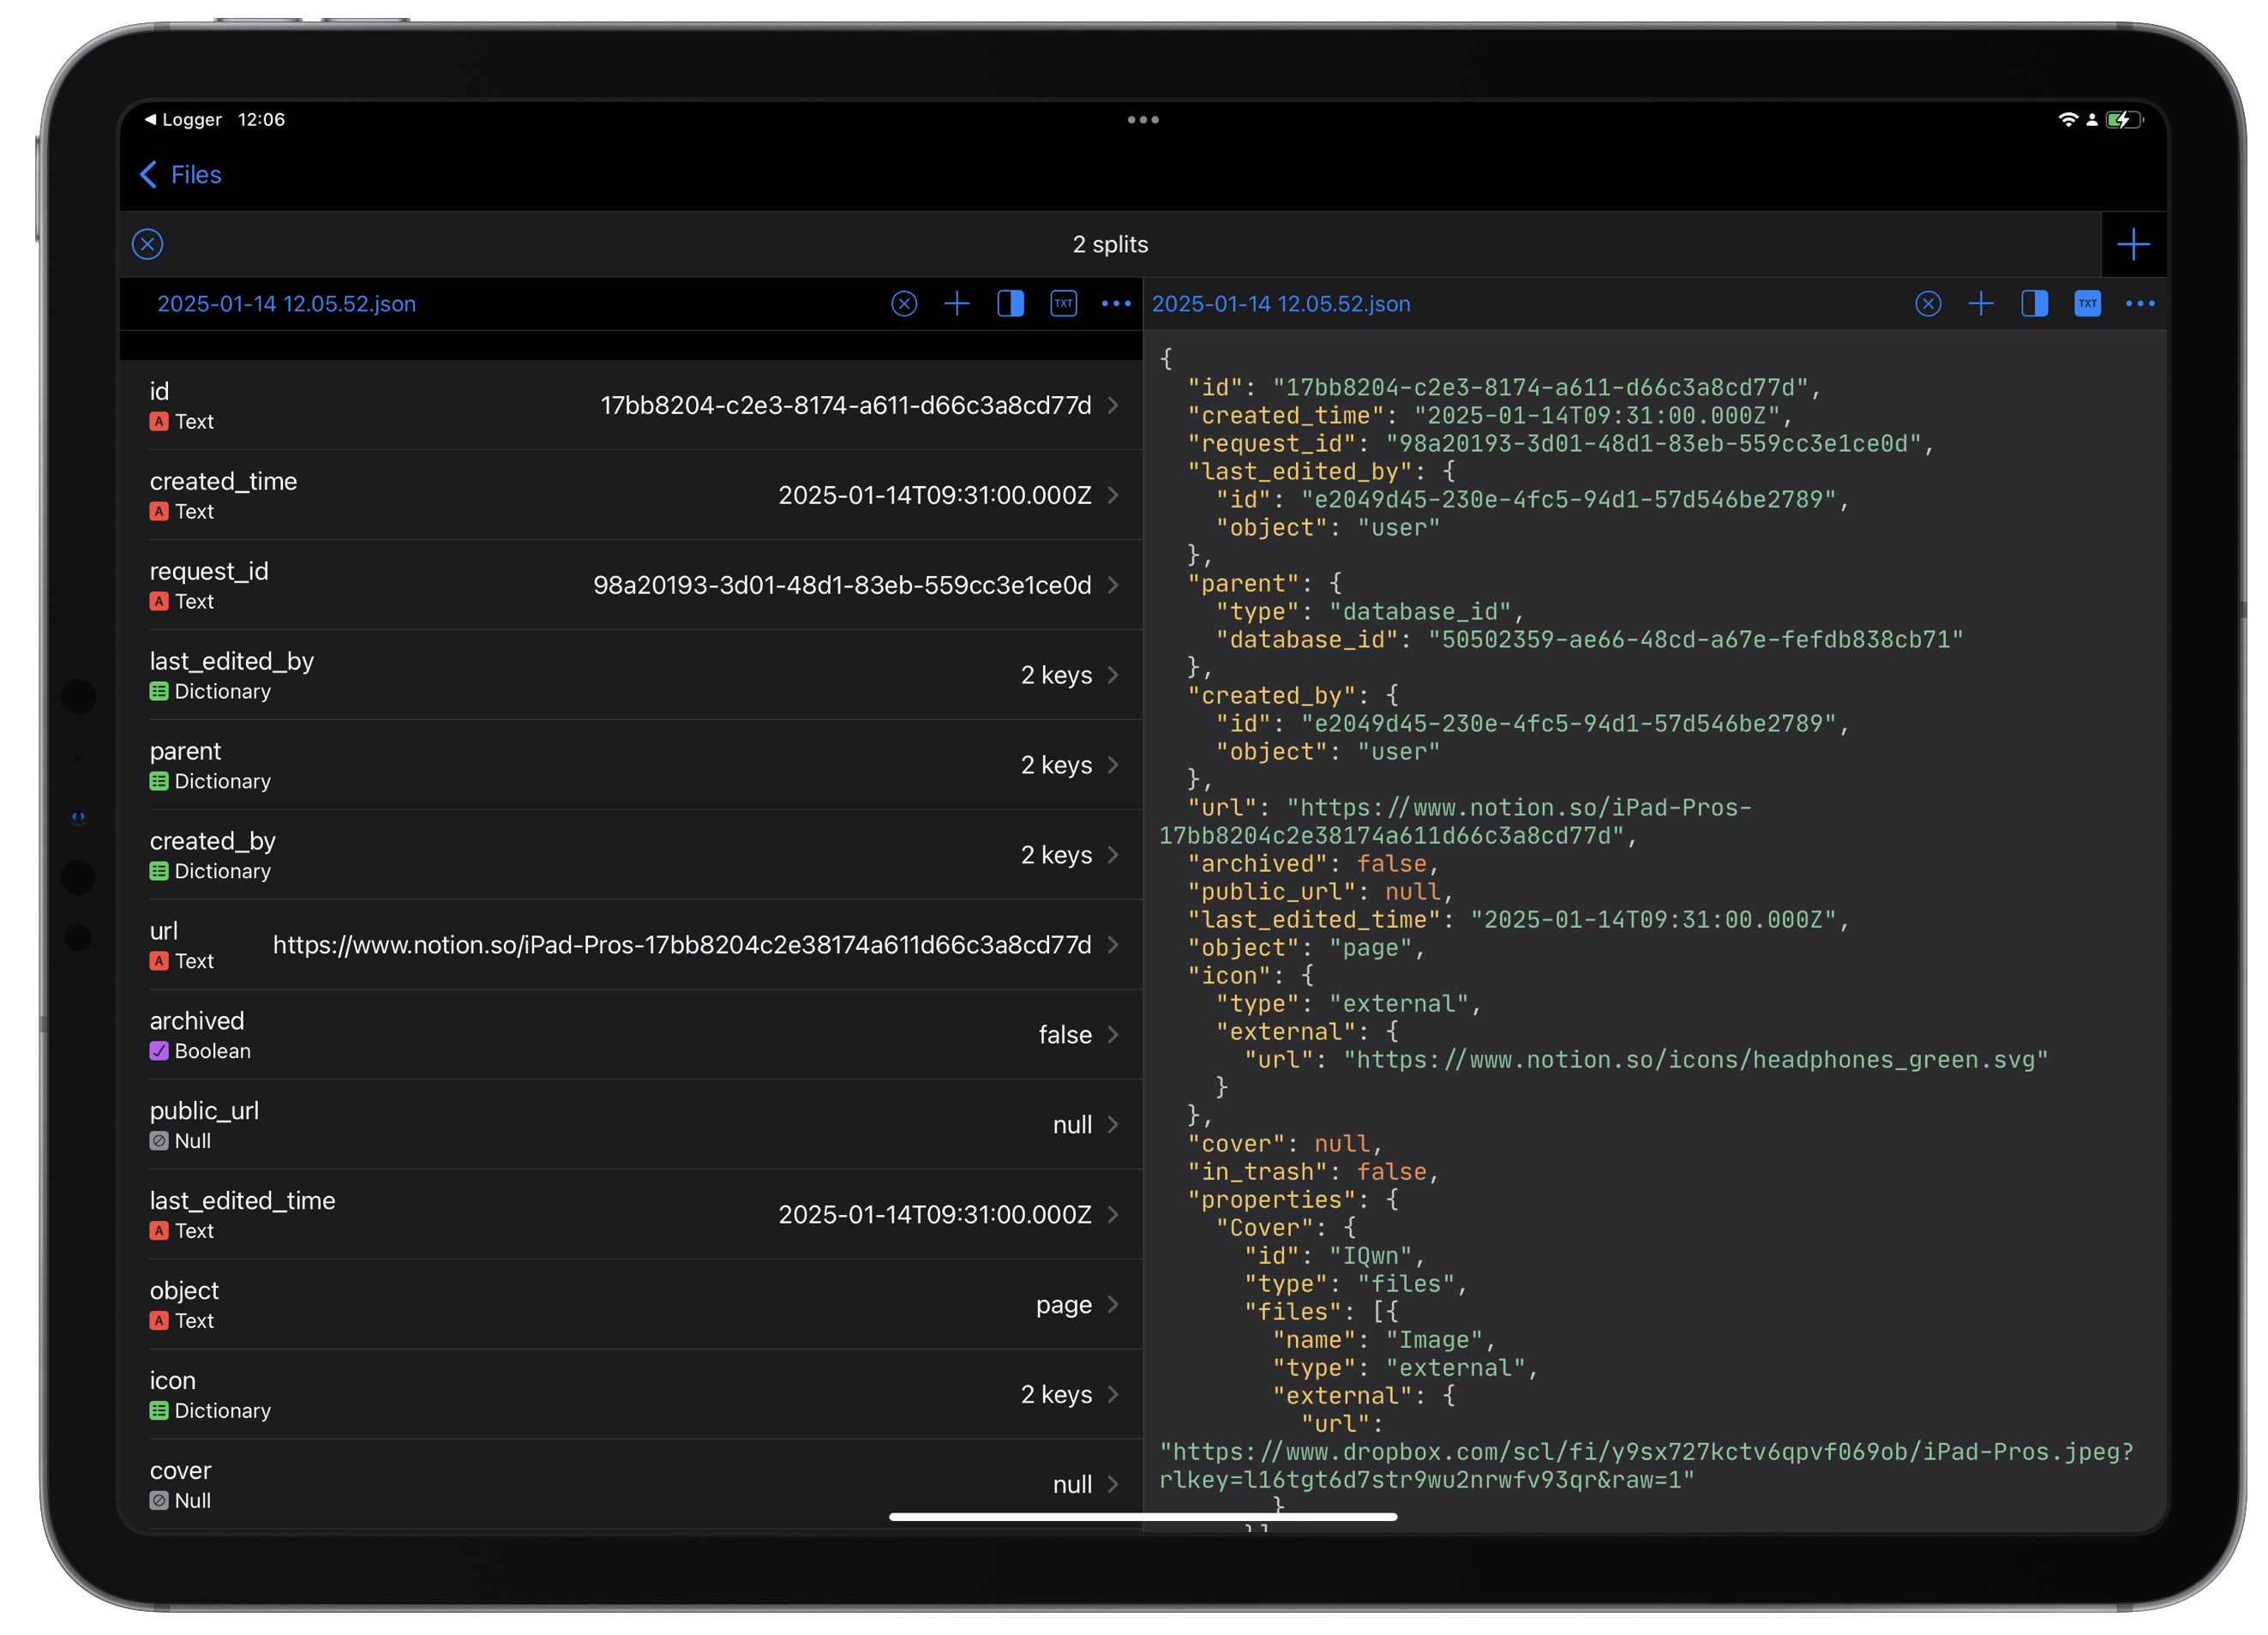 Logger 12:06
Files
2 splits
2025-01-14 12.05.52.json
TXT
id
17bb8204-c2e3-8174-a611-d66c3a8cd77d
A Text
created_time
2025-01-14T09:31:00.000Z
A Text
request_id
98a20193-3d01-48d1-83eb-559cc3e1ce0d
A Text
last_edited_by
2 keys
Dictionary
parent
2 keys
Dictionary
created_by
2 keys
Dictionary
url
https://www.notion.so/iPad-Pros-17bb8204c2e38174a611d66c3a8cd77d
A Text
archived
false
Boolean
public_url
null
Null
last_edited_time
2025-01-14T09:31:00.000Z
A Text
object
page
A Text
icon
2 keys
Dictionary
cover
null
Null
2025-01-14 12.05.52.json
TXT
{
"id": "17bb8204-c2e3-8174-a611-d66c3a8cd77d",
"created_time": "2025-01-14T09:31:00.000Z",
"request_id": "98a20193-3d01-48d1-83eb-559cc3e1ce0d",
"last_edited_by": {
"id": "e2049d45-230e-4fc5-94d1-57d546be2789",
"object": "user"
},
"parent": {
"type": "database_id",
"database_id": "50502359-ae66-48cd-a67e-fefdb838cb71"
},
"created_by": {
"id": "e2049d45-230e-4fc5-94d1-57d546be2789",
"object": "user"
},
"url": "https://www.notion.so/iPad-Pros-
17bb8204c2e38174a611d66c3a8cd77d",
"archived": false,
"public_url": null,
"last_edited_time": "2025-01-14T09:31:00.000Z",
"object": "page",
"icon": {
"type": "external",
"external": {
"url": "https://www.notion.so/icons/headphones_green.svg"
}
},
"cover": null,
"in_trash": false,
"properties": {
"Cover": {
"id": "IQwn",
"type": "files",
"files": [{
"name": "Image",
"type": "external",
"external": {
"url":
"https://www.dropbox.com/scl/fi/y9sx727kctv6qpvf069ob/iPad-Pros.jpeg?
rlkey=l16tgt6d7str9wu2nrwfv93qr&raw=1"
}
}]